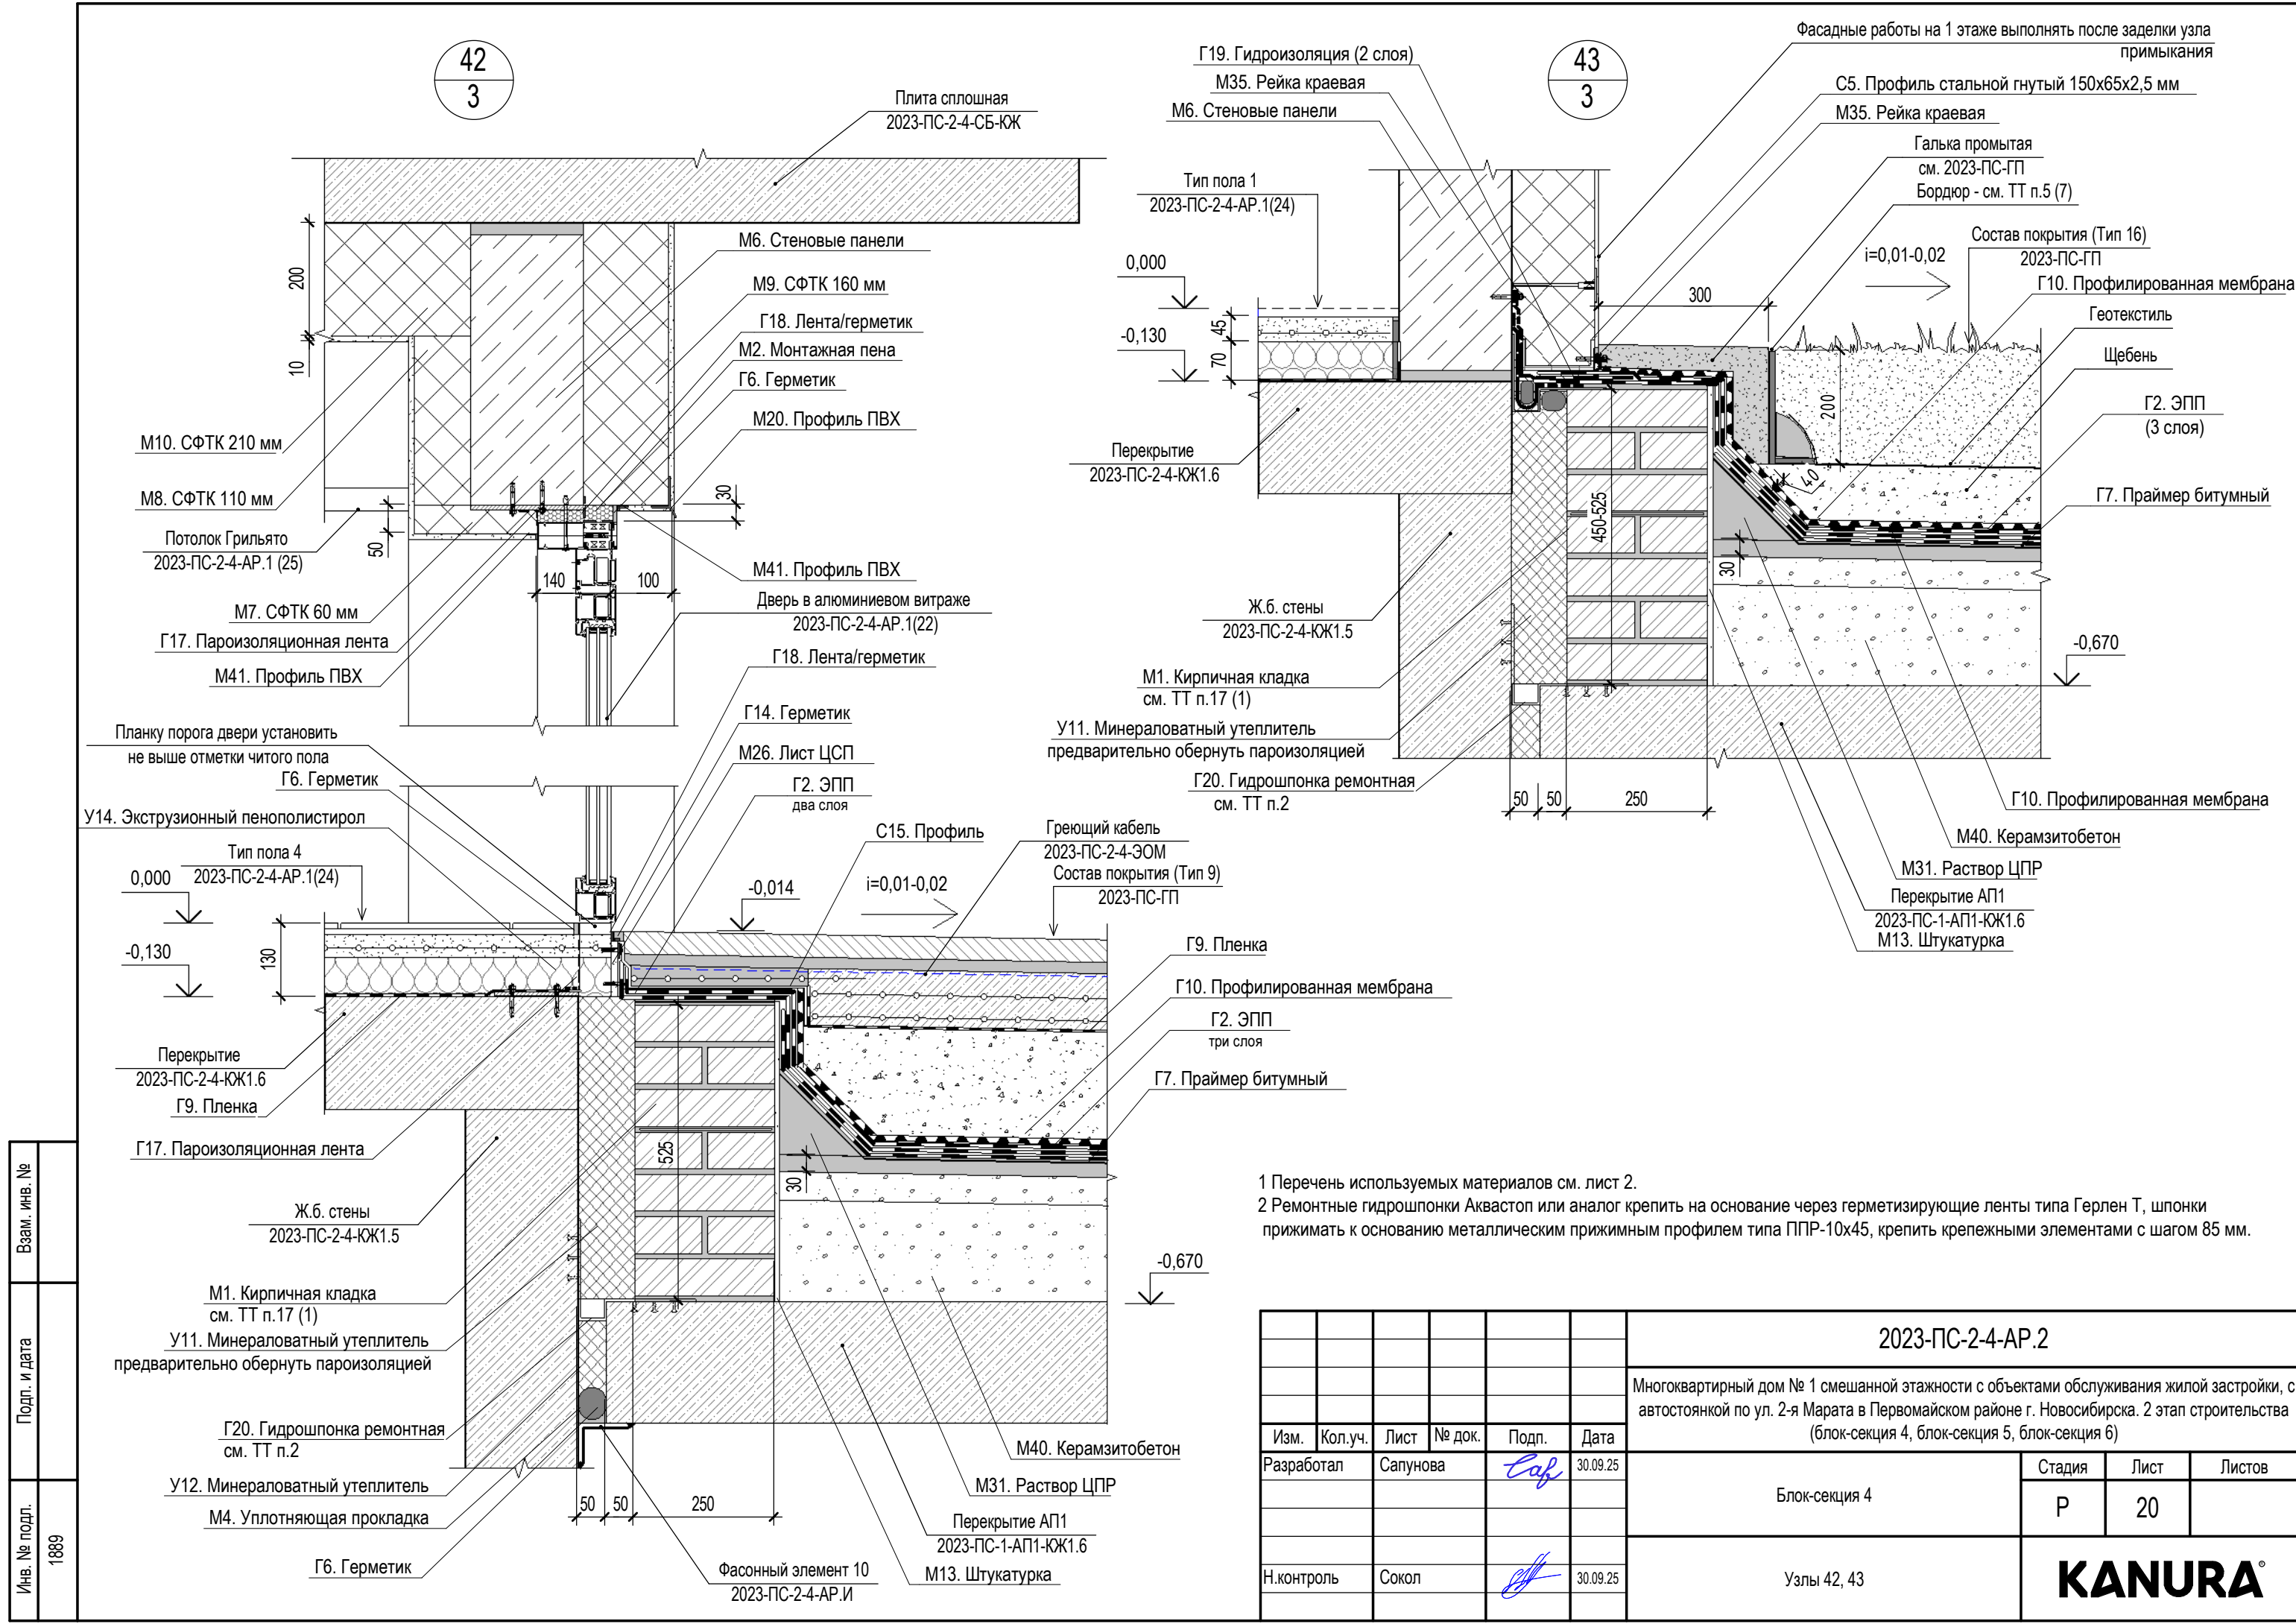 42
3
Плита сплошная
2023-ПС-2-4-СБ-КЖ
М6. Стеновые панели
М9. СФТК 160 мм
Г18. Лента/герметик
М2. Монтажная пена
Г6. Герметик
М20. Профиль ПВХ
200
10
М10. СФТК 210 мм
М8. СФТК 110 мм
Потолок Грильято
2023-ПС-2-4-АР.1 (25)
50
30
140
100
М7. СФТК 60 мм
Г17. Пароизоляционная лента
М41. Профиль ПВХ
М41. Профиль ПВХ
Дверь в алюминиевом витраже
2023-ПС-2-4-АР.1(22)
Г18. Лента/герметик
Г14. Герметик
М26. Лист ЦСП
Г2. ЭПП
два слоя
С15. Профиль
Греющий кабель
2023-ПС-2-4-ЭОМ
Состав покрытия (Тип 9)
2023-ПС-ГП
Планку порога двери установить
не выше отметки читого пола
Г6. Герметик
У14. Экструзионный пенополистирол
Тип пола 4
2023-ПС-2-4-АР.1(24)
0,000
-0,130
130
-0,014
i=0,01-0,02
Г9. Пленка
Г10. Профилированная мембрана
Г2. ЭПП
три слоя
Г7. Праймер битумный
Перекрытие
2023-ПС-2-4-КЖ1.6
Г9. Пленка
Г17. Пароизоляционная лента
Ж.б. стены
2023-ПС-2-4-КЖ1.5
525
30
-0,670
М1. Кирпичная кладка
см. ТТ п.17 (1)
У11. Минераловатный утеплитель
предварительно обернуть пароизоляцией
Г20. Гидрошпонка ремонтная
см. ТТ п.2
У12. Минераловатный утеплитель
М4. Уплотняющая прокладка
Г6. Герметик
50
50
250
М40. Керамзитобетон
М31. Раствор ЦПР
Перекрытие АП1
2023-ПС-1-АП1-КЖ1.6
М13. Штукатурка
Фасонный элемент 10
2023-ПС-2-4-АР.И
43
3
Г19. Гидроизоляция (2 слоя)
М35. Рейка краевая
М6. Стеновые панели
Фасадные работы на 1 этаже выполнять после заделки узла
примыкания
С5. Профиль стальной гнутый 150х65х2,5 мм
М35. Рейка краевая
Галька промытая
см. 2023-ПС-ГП
Бордюр - см. ТТ п.5 (7)
Состав покрытия (Тип 16)
2023-ПС-ГП
i=0,01-0,02
Г10. Профилированная мембрана
Геотекстиль
Щебень
Г2. ЭПП
(3 слоя)
Г7. Праймер битумный
Тип пола 1
2023-ПС-2-4-АР.1(24)
0,000
-0,130
45
70
300
200
40
450-525
30
-0,670
Перекрытие
2023-ПС-2-4-КЖ1.6
Ж.б. стены
2023-ПС-2-4-КЖ1.5
М1. Кирпичная кладка
см. ТТ п.17 (1)
У11. Минераловатный утеплитель
предварительно обернуть пароизоляцией
Г20. Гидрошпонка ремонтная
см. ТТ п.2
50
50
250
Г10. Профилированная мембрана
М40. Керамзитобетон
М31. Раствор ЦПР
Перекрытие АП1
2023-ПС-1-АП1-КЖ1.6
М13. Штукатурка
1 Перечень используемых материалов см. лист 2.
2 Ремонтные гидрошпонки Аквастоп или аналог крепить на основание через герметизирующие ленты типа Герлен Т, шпонки
прижимать к основанию металлическим прижимным профилем типа ППР-10х45, крепить крепежными элементами с шагом 85 мм.
2023-ПС-2-4-АР.2
Многоквартирный дом № 1 смешанной этажности с объектами обслуживания жилой застройки, с
автостоянкой по ул. 2-я Марата в Первомайском районе г. Новосибирска. 2 этап строительства
(блок-секция 4, блок-секция 5, блок-секция 6)
Изм. Кол.уч. Лист № док. Подп. Дата
Разработал Сапунова 30.09.25
Блок-секция 4
Стадия Лист Листов
Р 20
Н.контроль Сокол 30.09.25
Узлы 42, 43
KANURA®
Взам. инв. №
Подп. и дата
Инв. № подл.
1889